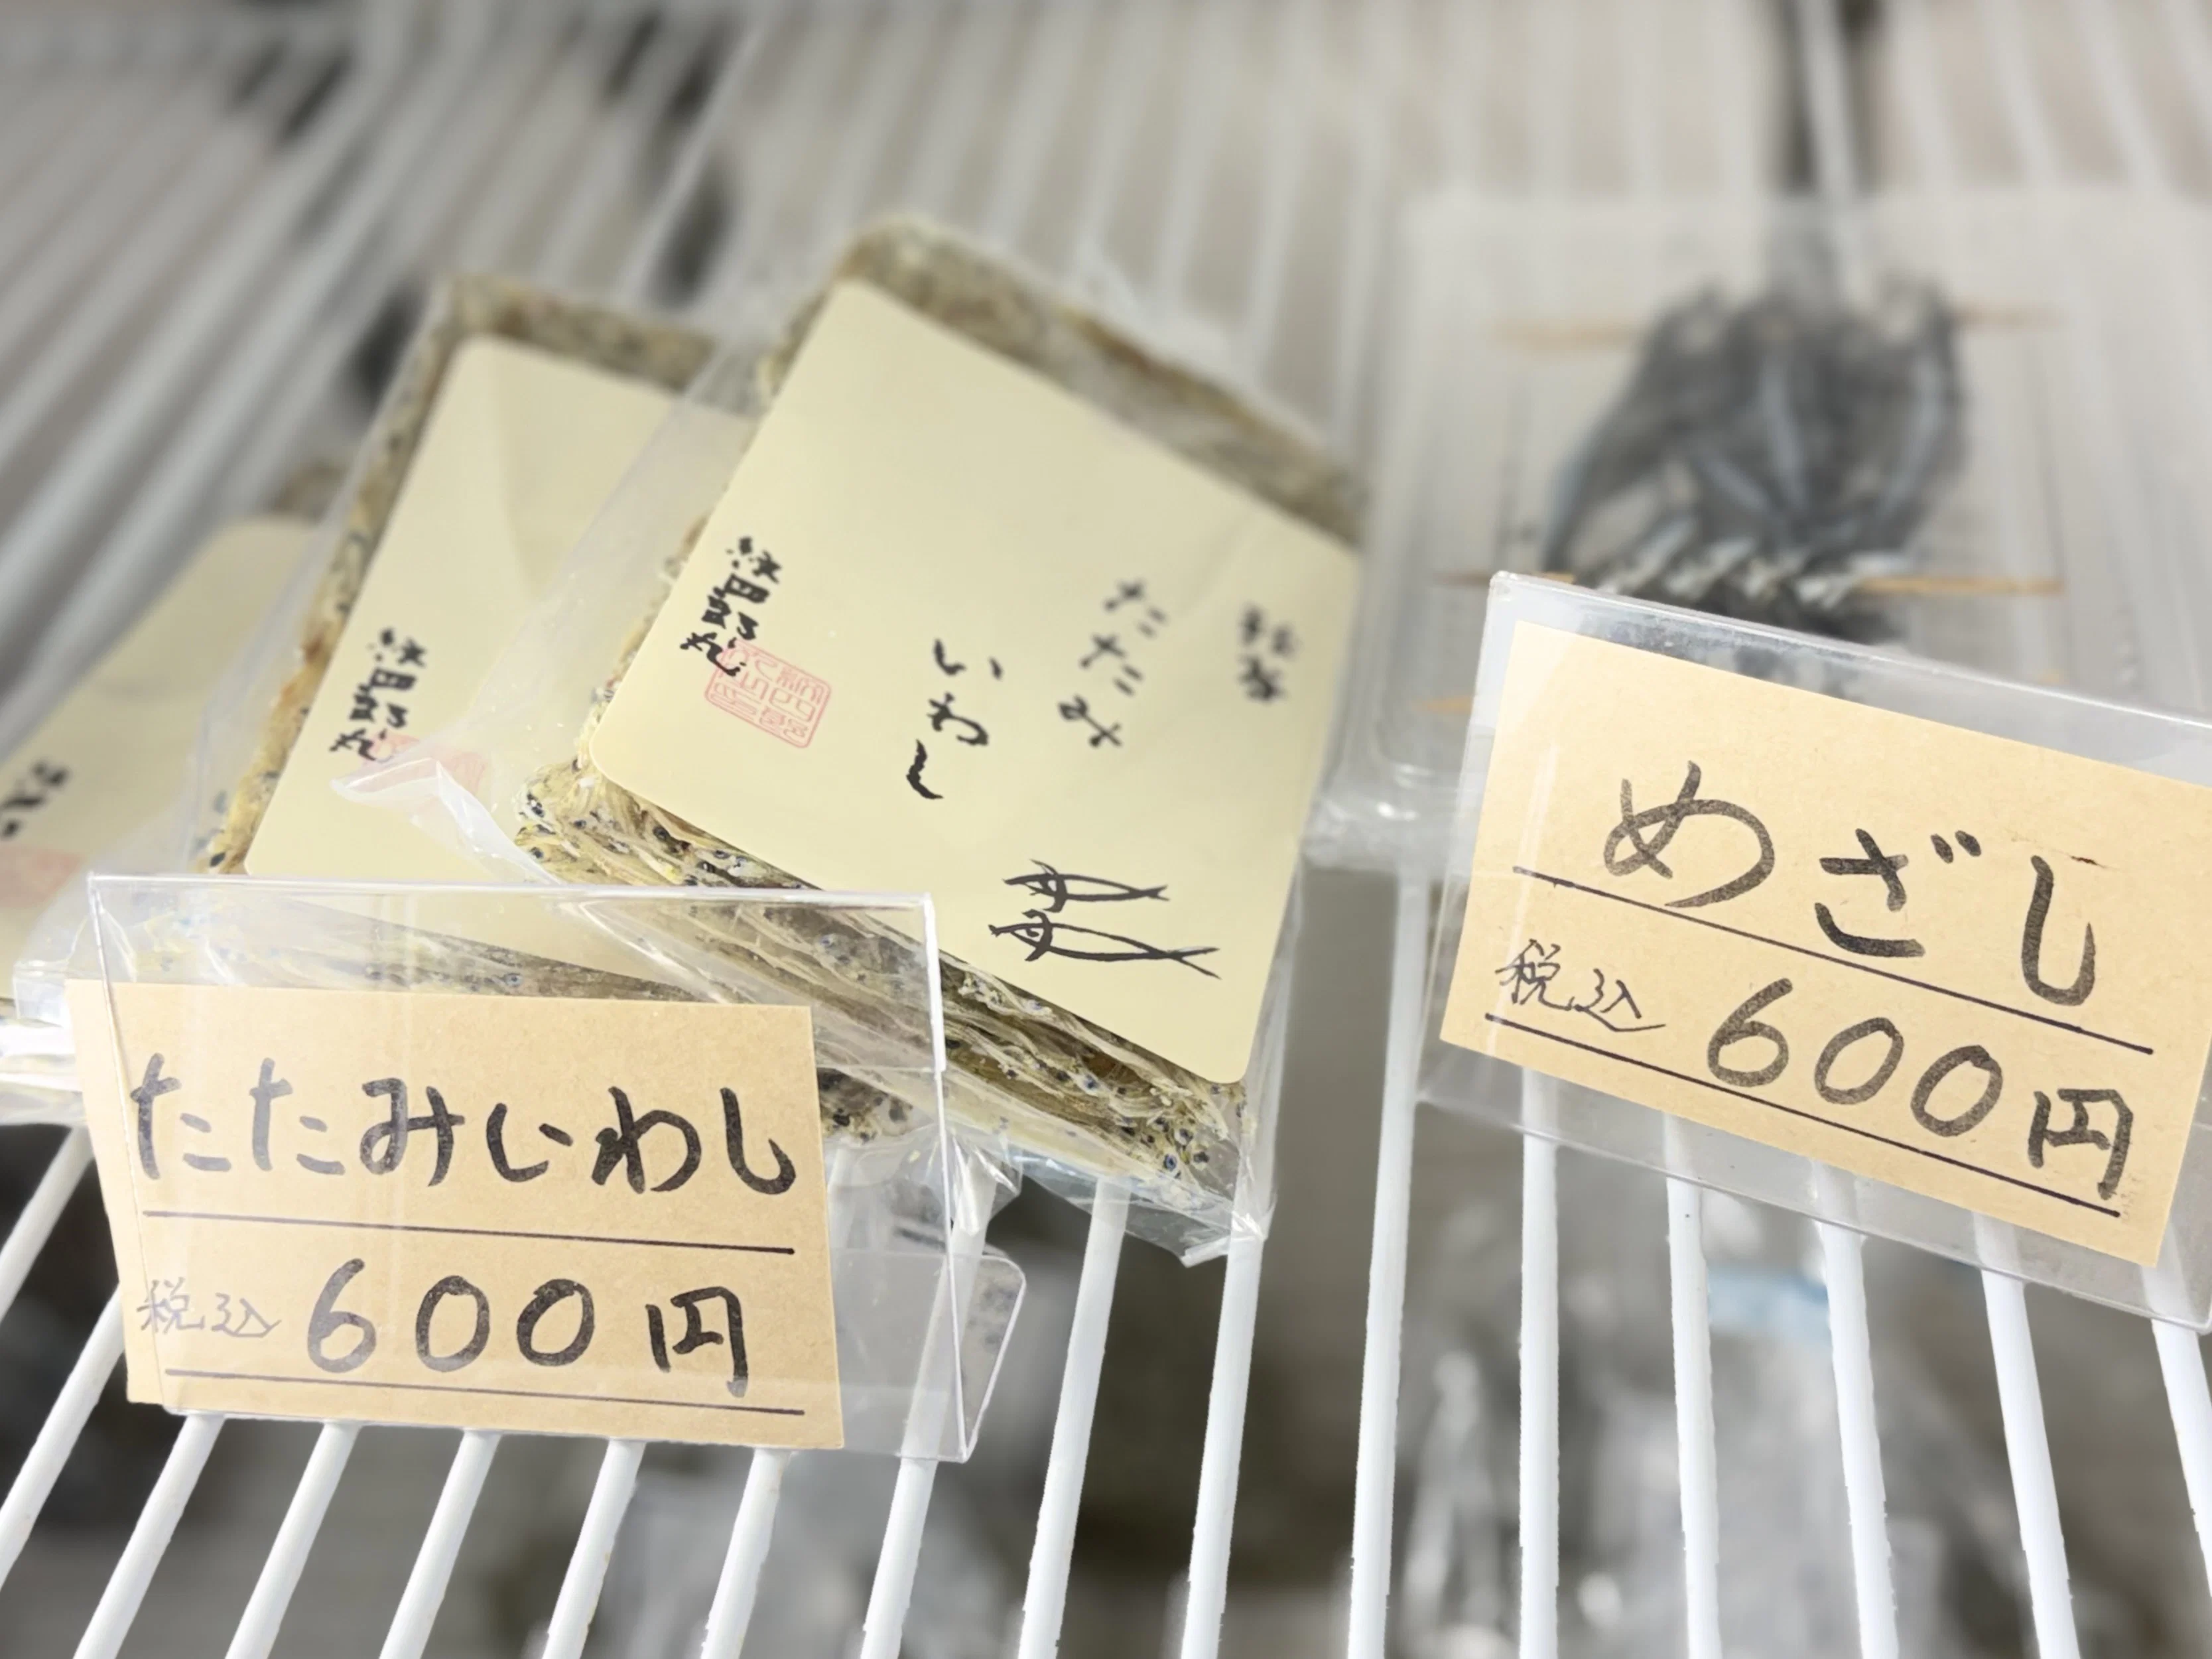 たたみ
いわし
たたみいわし
税込 600円
めざし
税込 600円